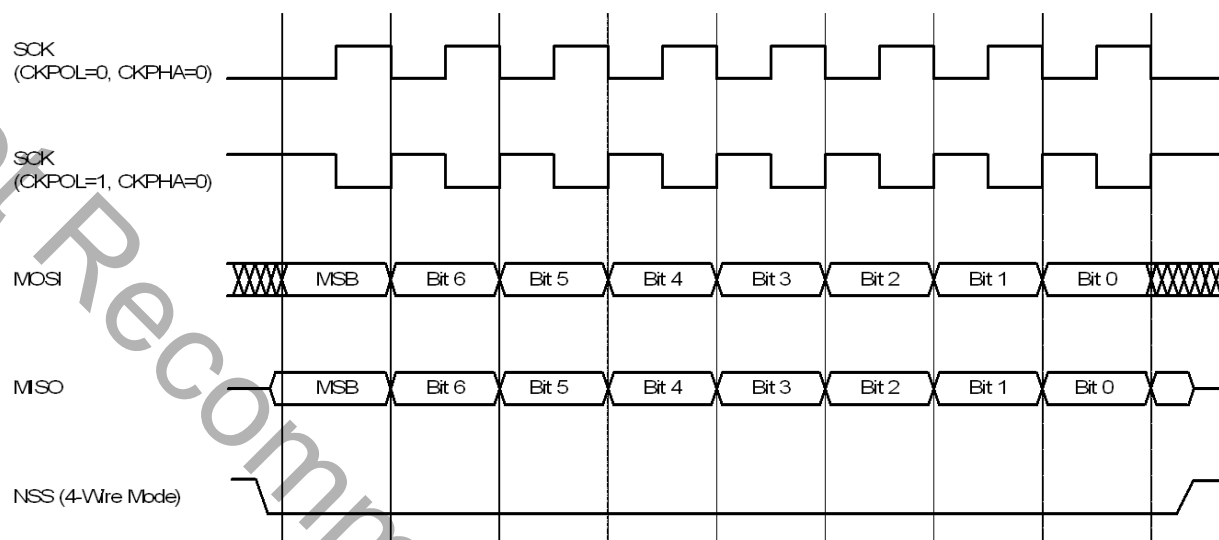 SCK
(CKPOL=0, CKPHA=0)
SCK
(CKPOL=1, CKPHA=0)
MOSI
MSB Bit 6 Bit 5 Bit 4 Bit 3 Bit 2 Bit 1 Bit 0
MISO
MSB Bit 6 Bit 5 Bit 4 Bit 3 Bit 2 Bit 1 Bit 0
NSS (4-Wire Mode)